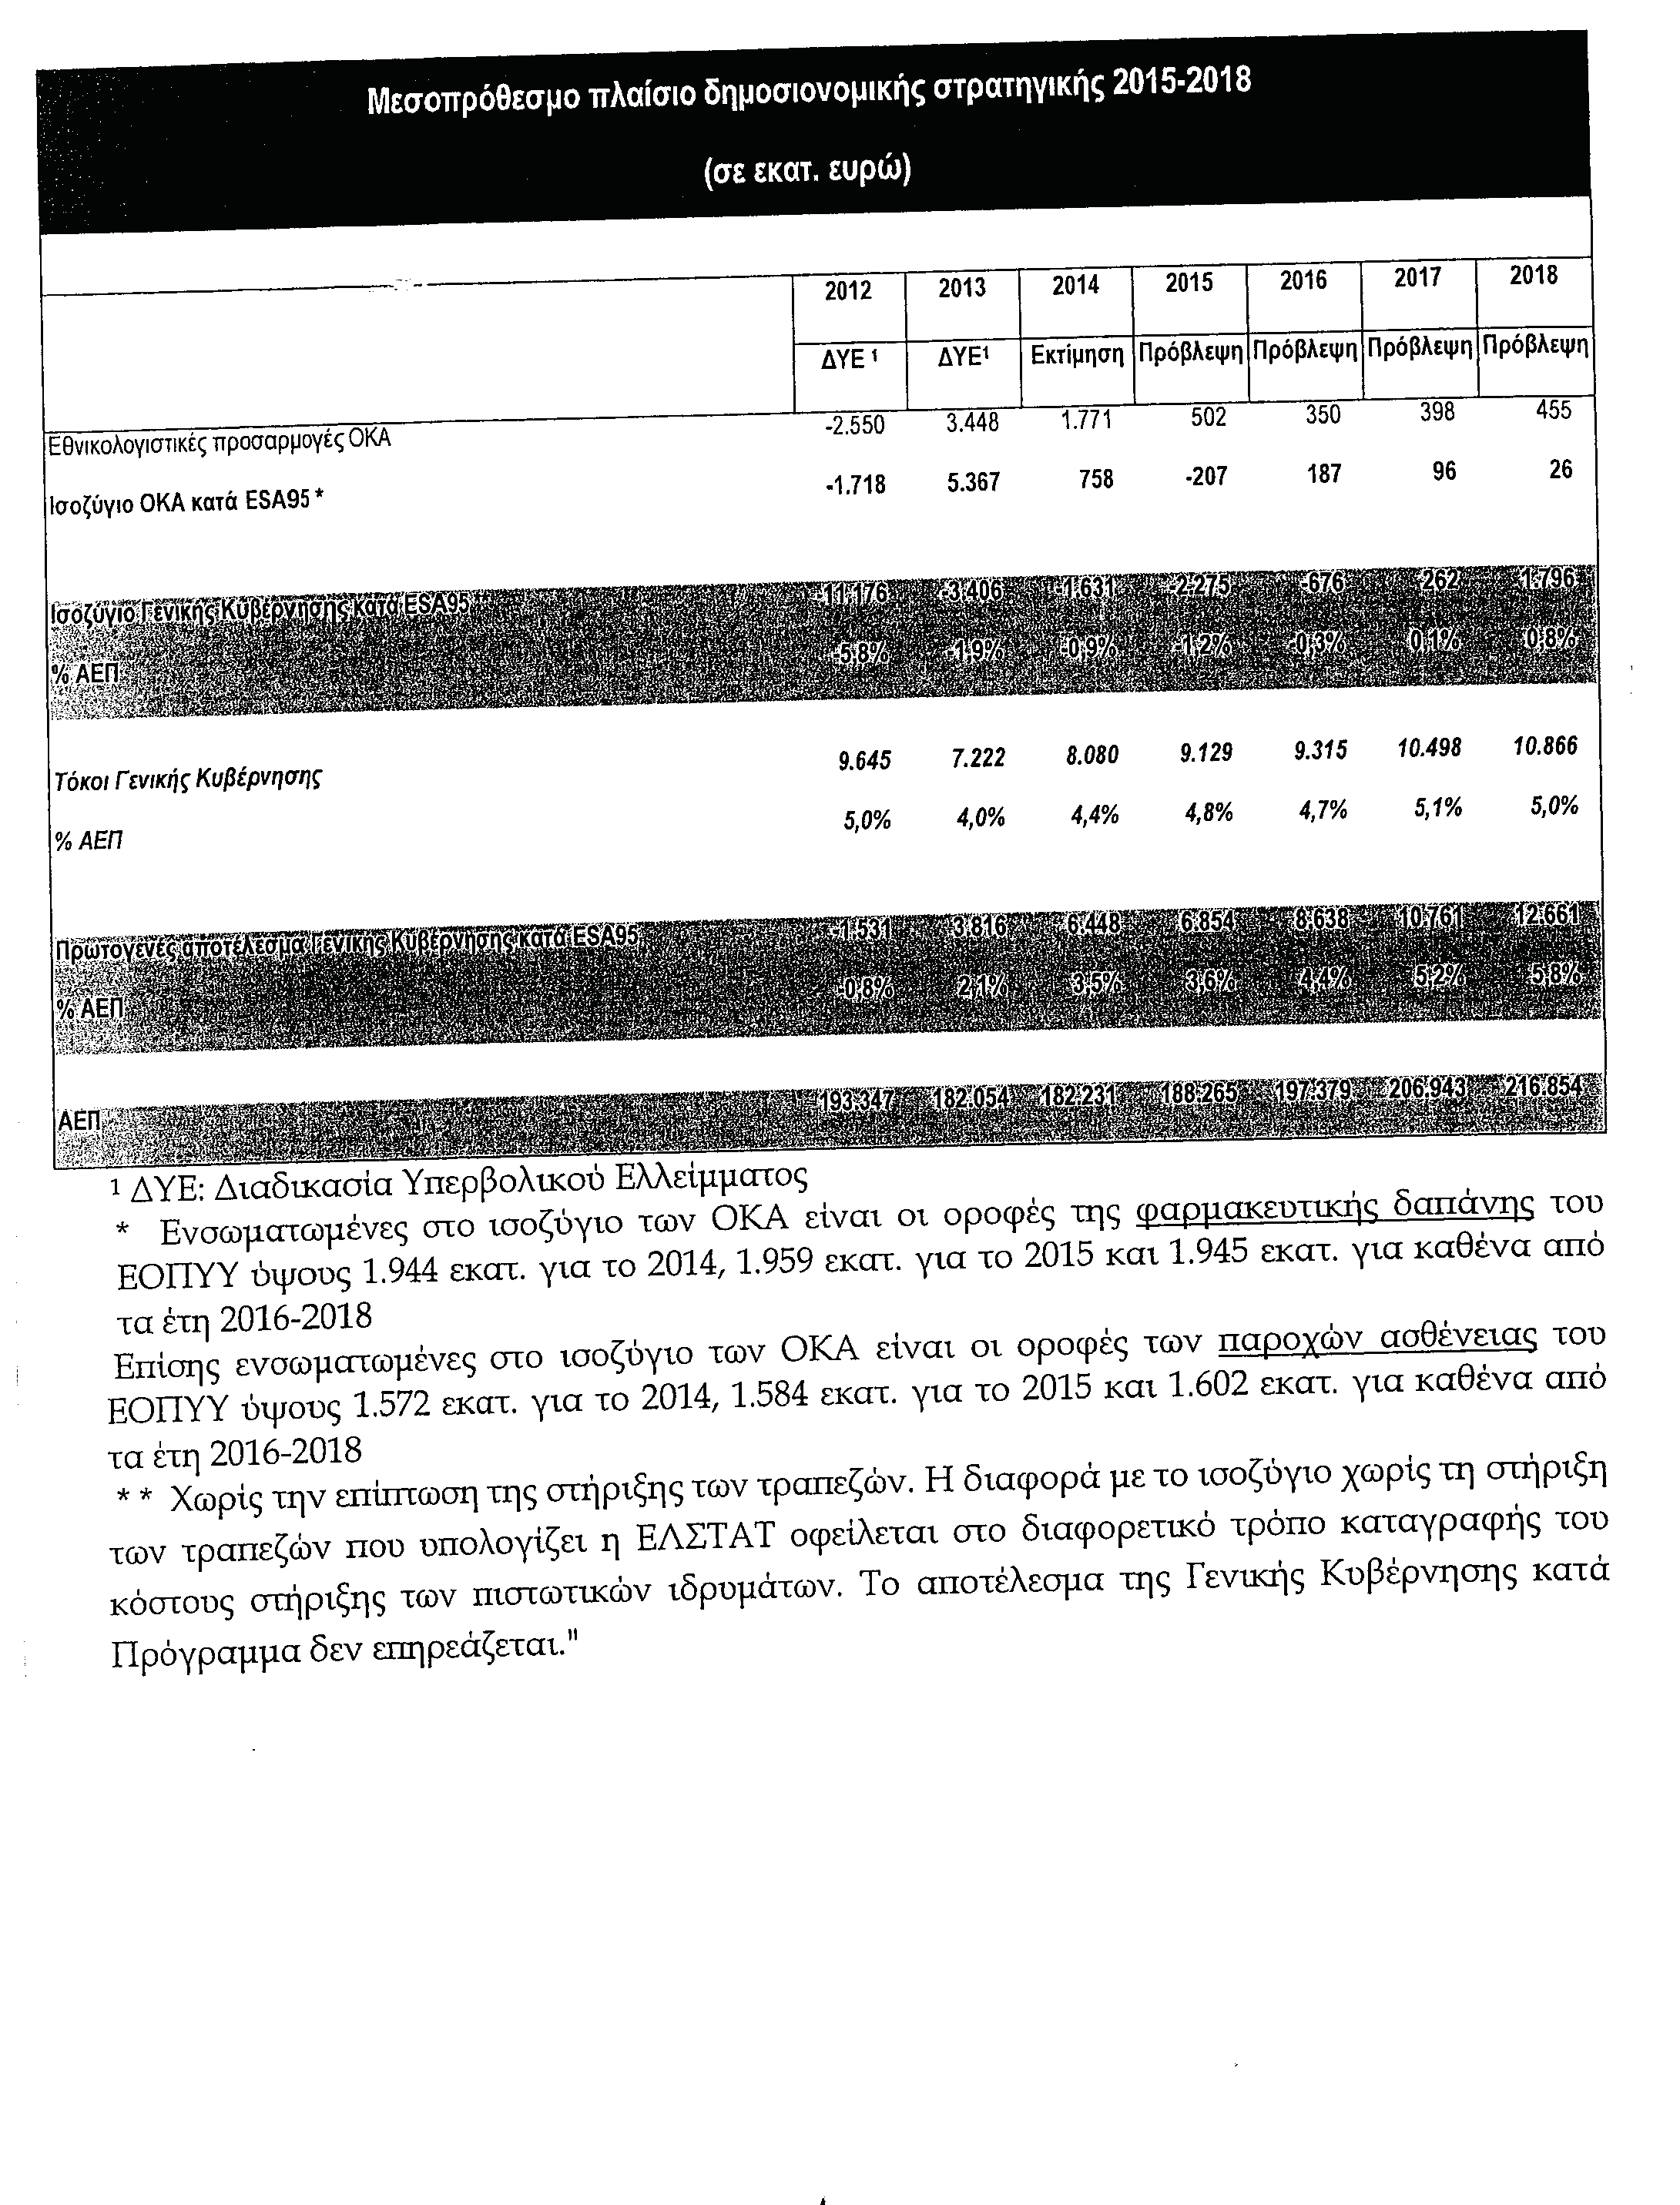 Μεσοπρόθεσμο πλαίσιο δημοσιονομικής στρατηγικής 2015-2018
(σε εκατ. ευρώ)
2012 2013 2014 2015 2016 2017 2018
ΔΥΕ ¹ ΔΥΕ¹ Εκτίμηση Πρόβλεψη Πρόβλεψη Πρόβλεψη Πρόβλεψη
Εθνικολογιστικές προσαρμογές ΟΚΑ -2.550 3.448 1.771 502 350 398 455
Ισοζύγιο ΟΚΑ κατά ESA95 * -1.718 5.367 758 -207 187 96 26
Ισοζύγιο Γενικής Κυβέρνησης κατά ESA95 -11.176 -3.406 -1.631 -2.275 -676 262 1.796
% ΑΕΠ -5,8% -1,9% -0,9% -1,2% -0,3% 0,1% 0,8%
Τόκοι Γενικής Κυβέρνησης 9.645 7.222 8.080 9.129 9.315 10.498 10.866
% ΑΕΠ 5,0% 4,0% 4,4% 4,8% 4,7% 5,1% 5,0%
Πρωτογενές αποτέλεσμα Γενικής Κυβέρνησης κατά ESA95 -1.531 3.816 6.448 6.854 8.638 10.761 12.661
% ΑΕΠ -0,8% 2,1% 3,5% 3,6% 4,4% 5,2% 5,8%
ΑΕΠ 193.347 182.054 182.231 188.265 197.379 206.943 216.854
¹ ΔΥΕ: Διαδικασία Υπερβολικού Ελλείμματος
* Ενσωματωμένες στο ισοζύγιο των ΟΚΑ είναι οι οροφές της φαρμακευτικής δαπάνης του
ΕΟΠΥΥ ύψους 1.944 εκατ. για το 2014, 1.959 εκατ. για το 2015 και 1.945 εκατ. για καθένα από
τα έτη 2016-2018
Επίσης ενσωματωμένες στο ισοζύγιο των ΟΚΑ είναι οι οροφές των παροχών ασθένειας του
ΕΟΠΥΥ ύψους 1.572 εκατ. για το 2014, 1.584 εκατ. για το 2015 και 1.602 εκατ. για καθένα από
τα έτη 2016-2018
* * Χωρίς την επίπτωση της στήριξης των τραπεζών. Η διαφορά με το ισοζύγιο χωρίς τη στήριξη
των τραπεζών που υπολογίζει η ΕΛΣΤΑΤ οφείλεται στο διαφορετικό τρόπο καταγραφής του
κόστους στήριξης των πιστωτικών ιδρυμάτων. Το αποτέλεσμα της Γενικής Κυβέρνησης κατά
Πρόγραμμα δεν επηρεάζεται."